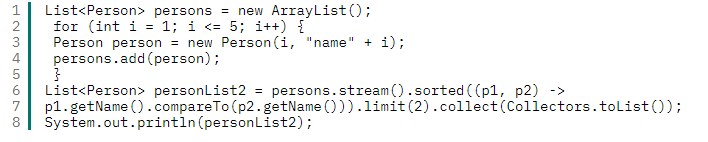 1 List<Person> persons = new ArrayList();
2 for (int i = 1; i <= 5; i++) {
3 Person person = new Person(i, "name" + i);
4 persons.add(person);
5 }
6 List<Person> personList2 = persons.stream().sorted((p1, p2) ->
7 p1.getName().compareTo(p2.getName())).limit(2).collect(Collectors.toList());
8 System.out.println(personList2);